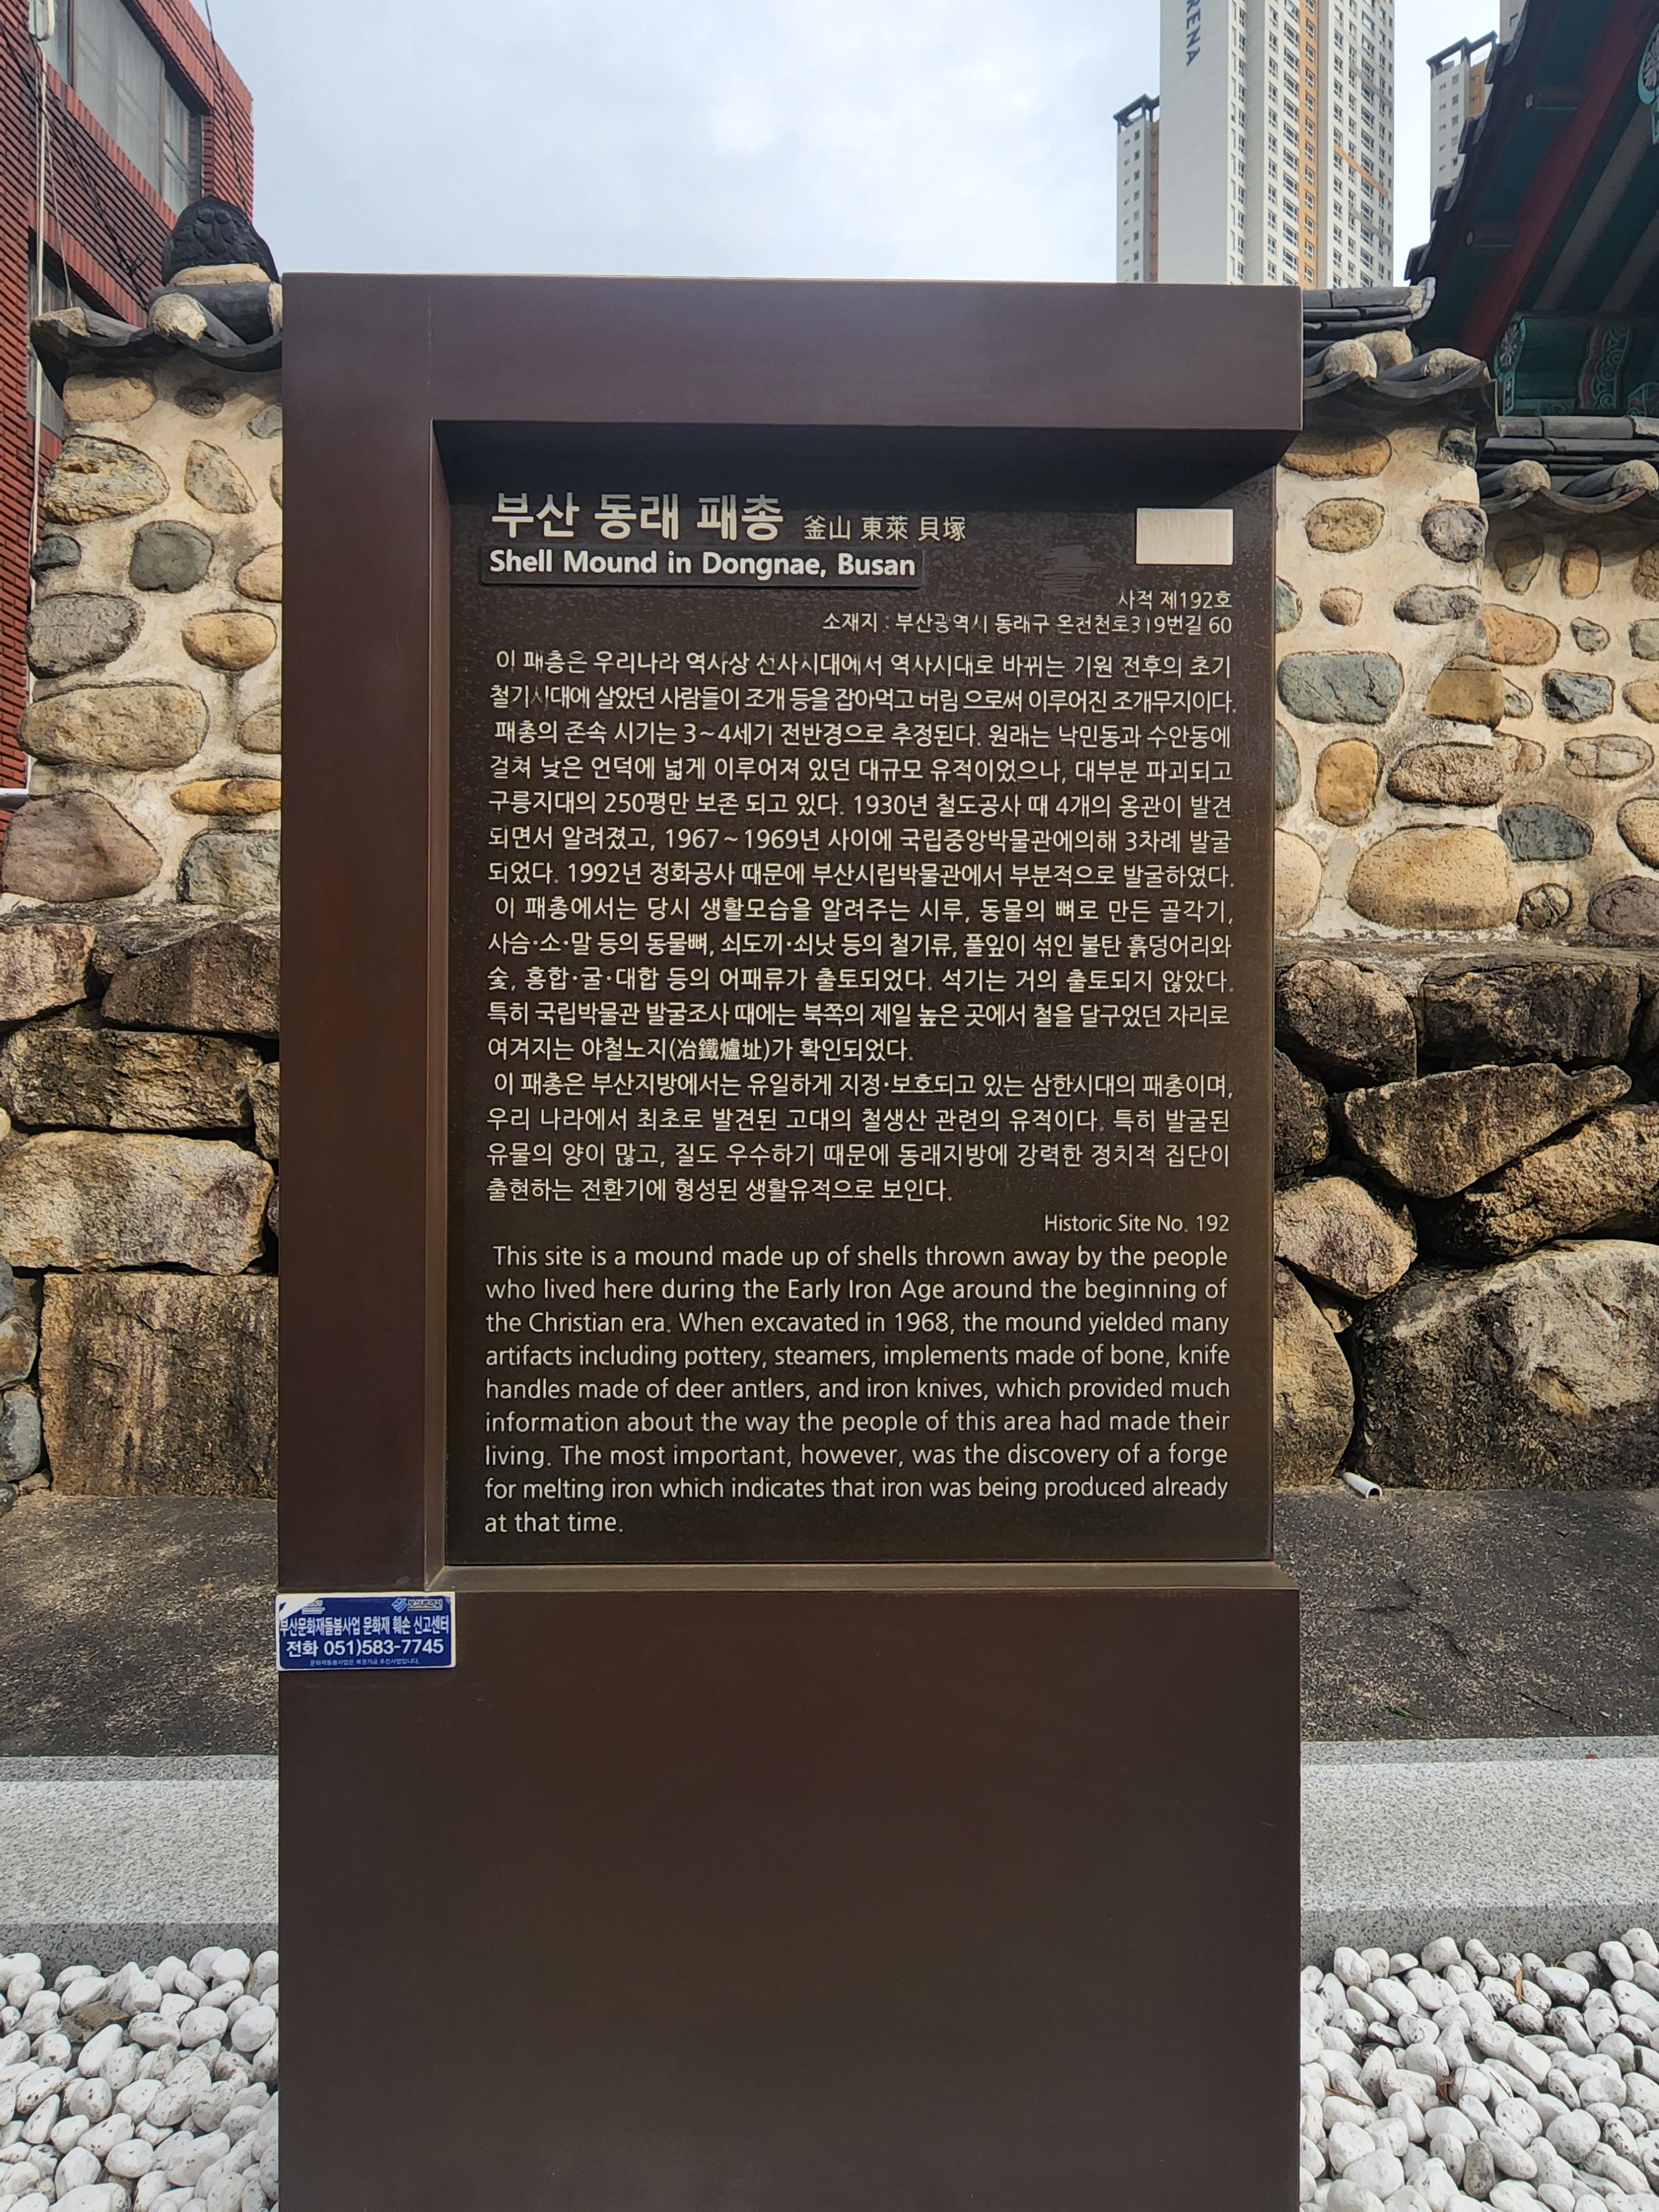 RENA
부산 동래 패총 釜山 東萊 貝塚
Shell Mound in Dongnae, Busan
사적 제192호
소재지 : 부산광역시 동래구 온천천로319번길 60
이 패총은 우리나라 역사상 선사시대에서 역사시대로 바뀌는 기원 전후의 초기
철기시대에 살았던 사람들이 조개 등을 잡아먹고 버림 으로써 이루어진 조개무지이다.
패총의 존속 시기는 3~4세기 전반경으로 추정된다. 원래는 낙민동과 수안동에
걸쳐 낮은 언덕에 넓게 이루어져 있던 대규모 유적이었으나, 대부분 파괴되고
구릉지대의 250평만 보존 되고 있다. 1930년 철도공사 때 4개의 옹관이 발견
되면서 알려졌고, 1967~1969년 사이에 국립중앙박물관에의해 3차례 발굴
되었다. 1992년 정화공사 때문에 부산시립박물관에서 부분적으로 발굴하였다.
이 패총에서는 당시 생활모습을 알려주는 시루, 동물의 뼈로 만든 골각기,
사슴·소·말 등의 동물뼈, 쇠도끼·쇠낫 등의 철기류, 풀잎이 섞인 불탄 흙덩어리와
숯, 홍합·굴·대합 등의 어패류가 출토되었다. 석기는 거의 출토되지 않았다.
특히 국립박물관 발굴조사 때에는 북쪽의 제일 높은 곳에서 철을 달구었던 자리로
여겨지는 야철노지(冶鐵爐址)가 확인되었다.
이 패총은 부산지방에서는 유일하게 지정·보호되고 있는 삼한시대의 패총이며,
우리 나라에서 최초로 발견된 고대의 철생산 관련의 유적이다. 특히 발굴된
유물의 양이 많고, 질도 우수하기 때문에 동래지방에 강력한 정치적 집단이
출현하는 전환기에 형성된 생활유적으로 보인다.
Historic Site No. 192
This site is a mound made up of shells thrown away by the people
who lived here during the Early Iron Age around the beginning of
the Christian era. When excavated in 1968, the mound yielded many
artifacts including pottery, steamers, implements made of bone, knife
handles made of deer antlers, and iron knives, which provided much
information about the way the people of this area had made their
living. The most important, however, was the discovery of a forge
for melting iron which indicates that iron was being produced already
at that time.
부산문화재돌봄사업 문화재 훼손 신고센터
전화 051)583-7745
문화재돌봄사업은 복권기금 추진사업입니다.